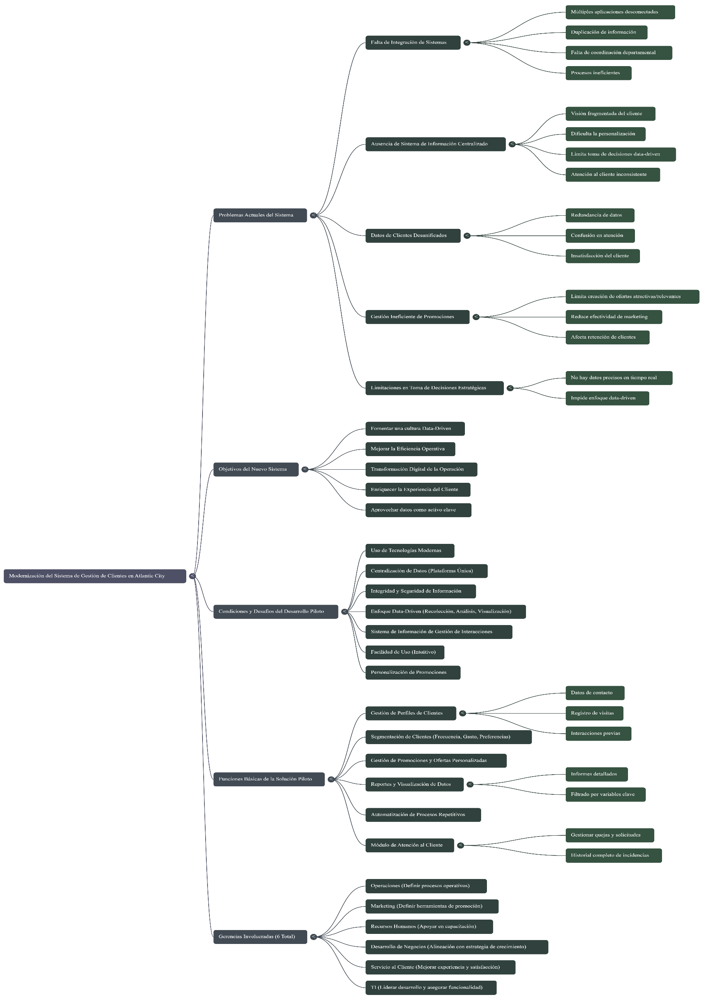 Modernización del Sistema de Gestión de Clientes en Atlantic City
Problemas Actuales del Sistema
Falta de Integración de Sistemas
Múltiples aplicaciones desconectadas
Duplicación de información
Falta de coordinación departamental
Procesos ineficientes
Ausencia de Sistema de Información Centralizado
Visión fragmentada del cliente
Dificulta la personalización
Limita toma de decisiones data-driven
Atención al cliente inconsistente
Datos de Clientes Desunificados
Redundancia de datos
Confusión en atención
Insatisfacción del cliente
Gestión Ineficiente de Promociones
Limita creación de ofertas atractivas/relevantes
Reduce efectividad de marketing
Afecta retención de clientes
Limitaciones en Toma de Decisiones Estratégicas
No hay datos precisos en tiempo real
Impide enfoque data-driven
Objetivos del Nuevo Sistema
Fomentar una cultura Data-Driven
Mejorar la Eficiencia Operativa
Transformación Digital de la Operación
Enriquecer la Experiencia del Cliente
Aprovechar datos como activo clave
Condiciones y Desafíos del Desarrollo Piloto
Uso de Tecnologías Modernas
Centralización de Datos (Plataforma Única)
Integridad y Seguridad de Información
Enfoque Data-Driven (Recolección, Análisis, Visualización)
Sistema de Información de Gestión de Interacciones
Facilidad de Uso (Intuitivo)
Personalización de Promociones
Funciones Básicas de la Solución Piloto
Gestión de Perfiles de Clientes
Datos de contacto
Registro de visitas
Interacciones previas
Segmentación de Clientes (Frecuencia, Gasto, Preferencias)
Gestión de Promociones y Ofertas Personalizadas
Reportes y Visualización de Datos
Informes detallados
Filtrado por variables clave
Automatización de Procesos Repetitivos
Módulo de Atención al Cliente
Gestionar quejas y solicitudes
Historial completo de incidencias
Gerencias Involucradas (6 Total)
Operaciones (Definir procesos operativos)
Marketing (Definir herramientas de promoción)
Recursos Humanos (Apoyar en capacitación)
Desarrollo de Negocios (Alineación con estrategia de crecimiento)
Servicio al Cliente (Mejorar experiencia y satisfacción)
TI (Liderar desarrollo y asegurar funcionalidad)